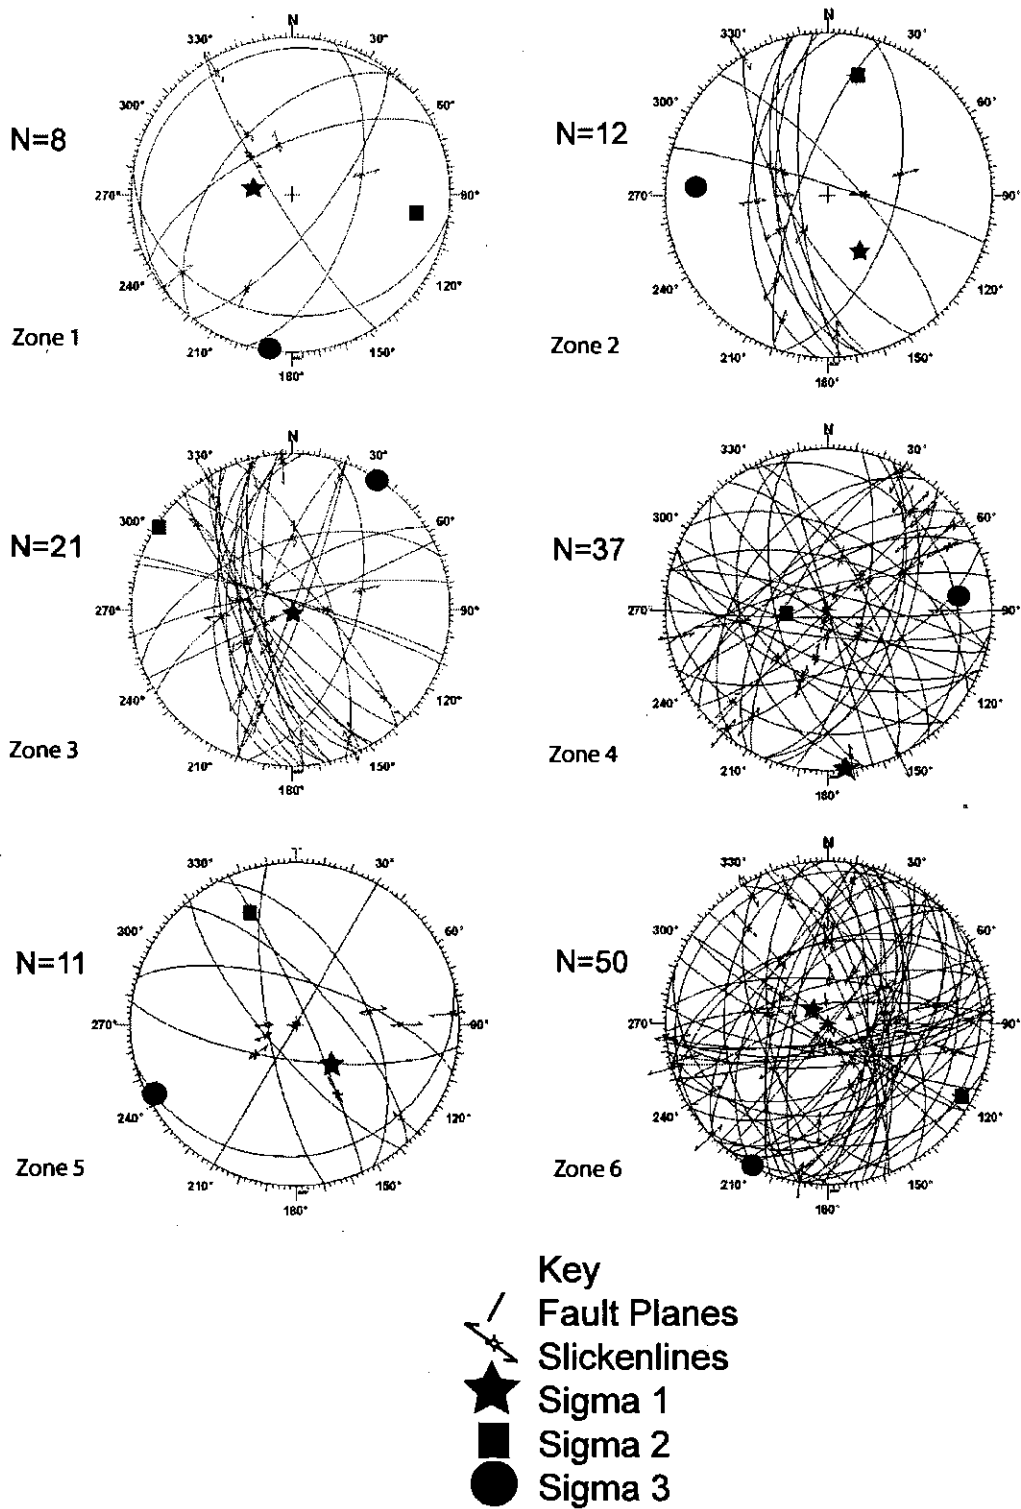 N
330°
30°
300°
60°
N=8
270°
80°
240°
120°
Zone 1
210°
150°
180°
N
330°
30°
300°
60°
N=12
270°
90°
240°
120°
Zone 2
210°
150°
180°
N
330°
30°
300°
60°
N=21
270°
90°
240°
120°
Zone 3
210°
150°
180°
N
330°
30°
300°
60°
N=37
270°
90°
240°
120°
Zone 4
210°
150°
180°
330°
30°
300°
60°
N=11
270°
90°
240°
120°
Zone 5
210°
150°
180°
N
330°
30°
300°
60°
N=50
270°
90°
240°
120°
Zone 6
210°
150°
180°
Key
Fault Planes
Slickenlines
Sigma 1
Sigma 2
Sigma 3